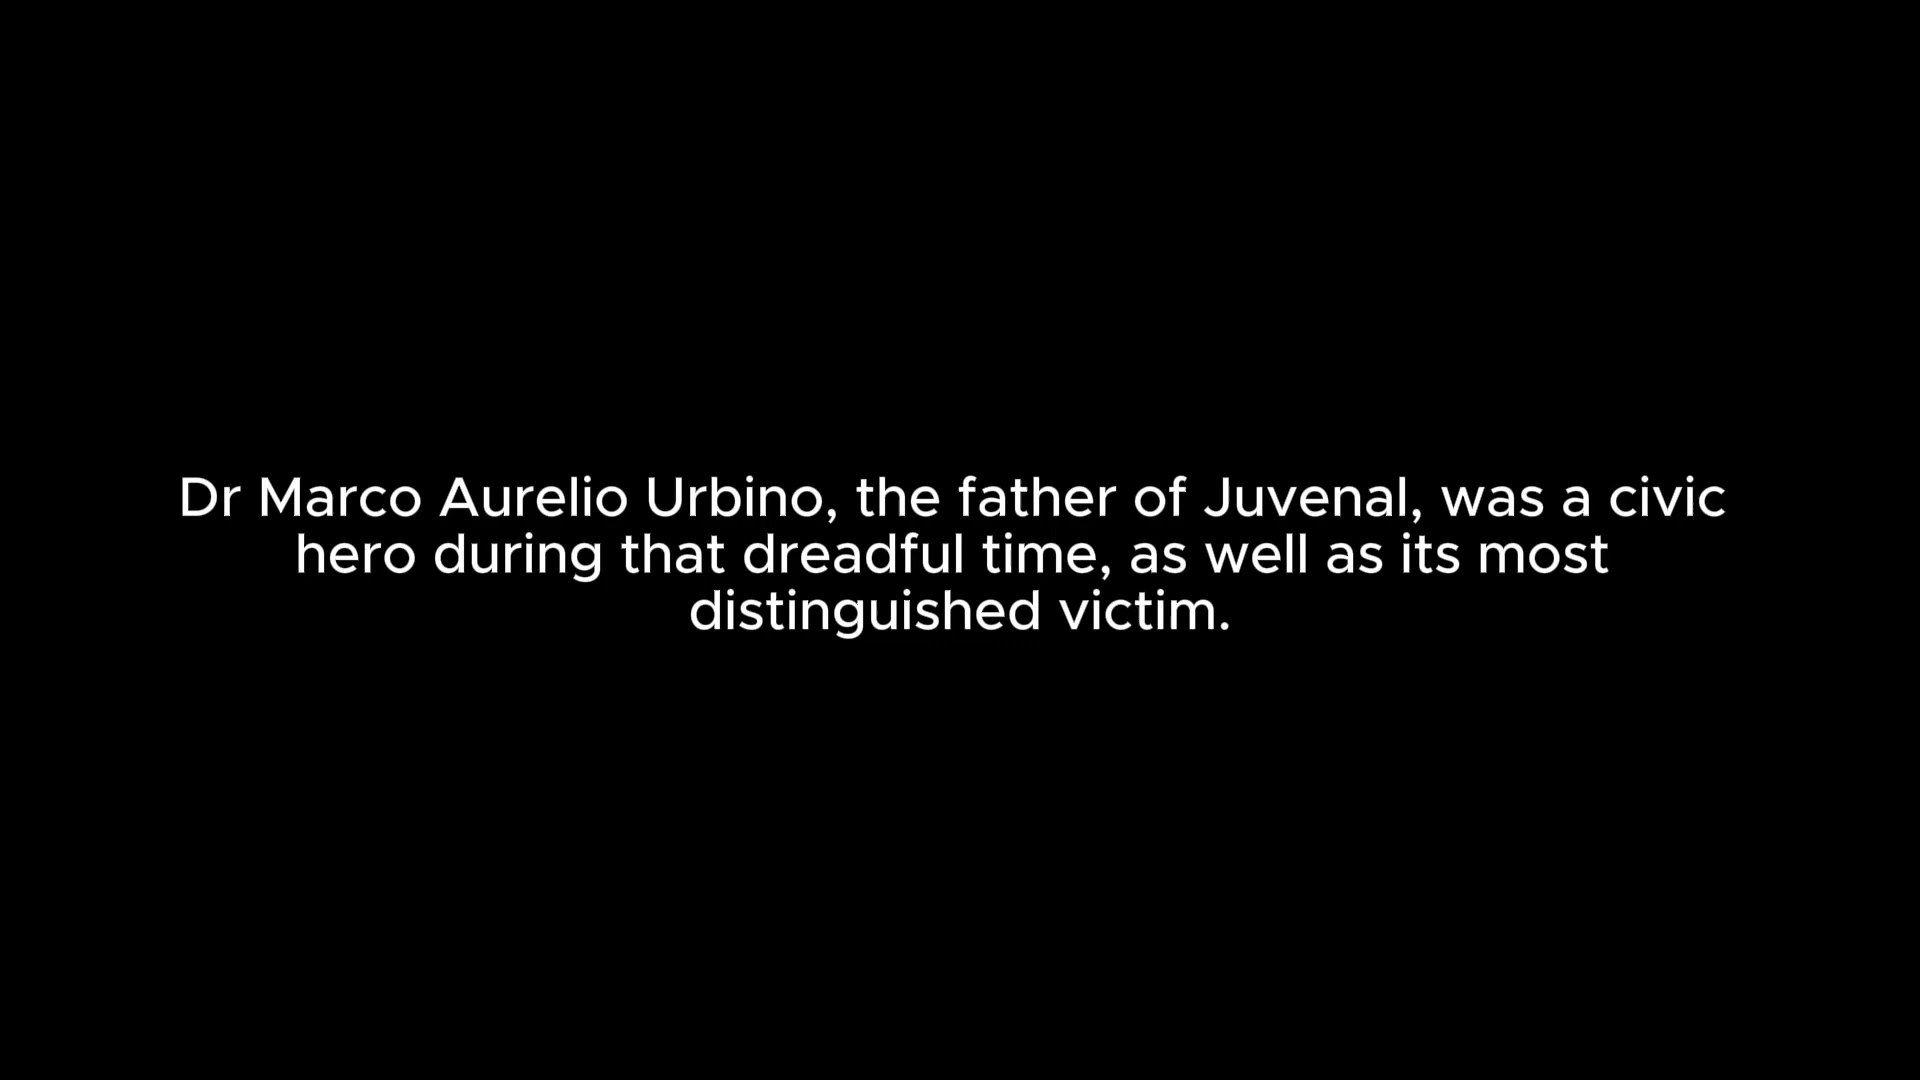 Dr Marco Aurelio Urbino, the father of Juvenal, was a civic
hero during that dreadful time, as well as its most
distinguished victim.